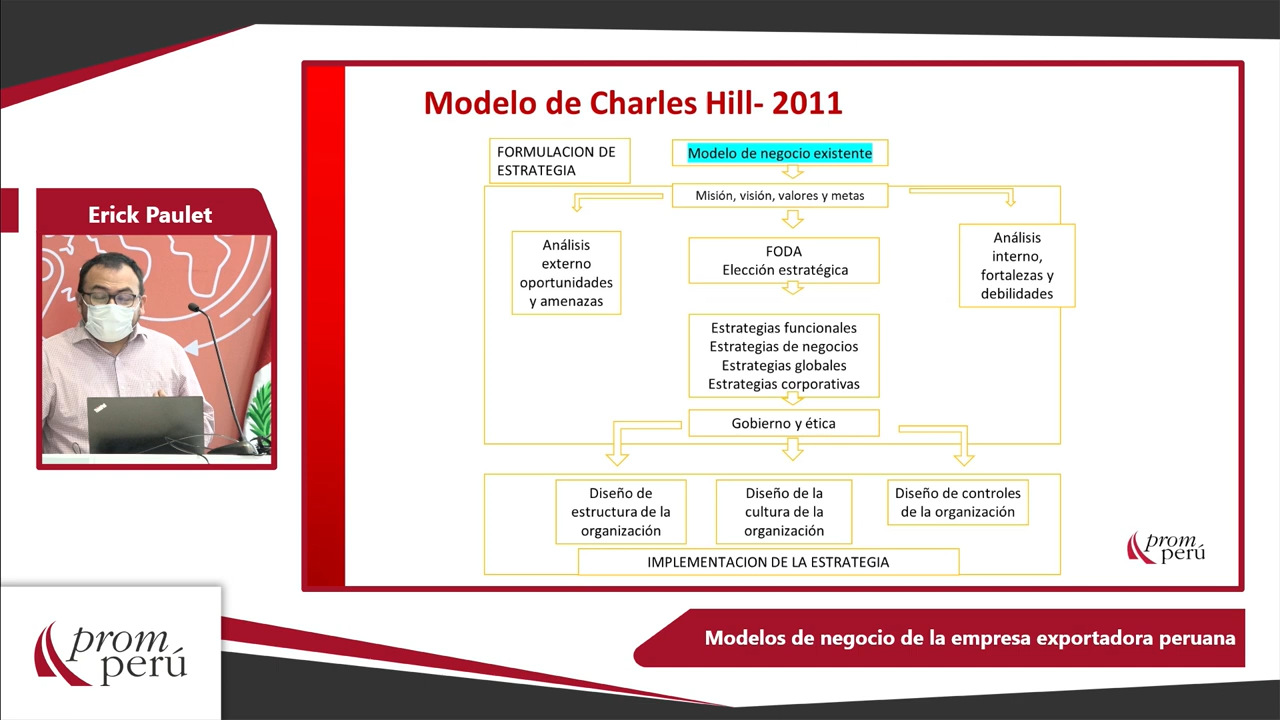 Modelo de Charles Hill- 2011
FORMULACION DE
ESTRATEGIA
Modelo de negocio existente
Misión, visión, valores y metas
Análisis
externo
oportunidades
y amenazas
FODA
Elección estratégica
Análisis
interno,
fortalezas y
debilidades
Estrategias funcionales
Estrategias de negocios
Estrategias globales
Estrategias corporativas
Gobierno y ética
Diseño de
estructura de la
organización
Diseño de la
cultura de la
organización
Diseño de controles
de la organización
IMPLEMENTACION DE LA ESTRATEGIA
prom
perú
Erick Paulet
prom
perú
Modelos de negocio de la empresa exportadora peruana